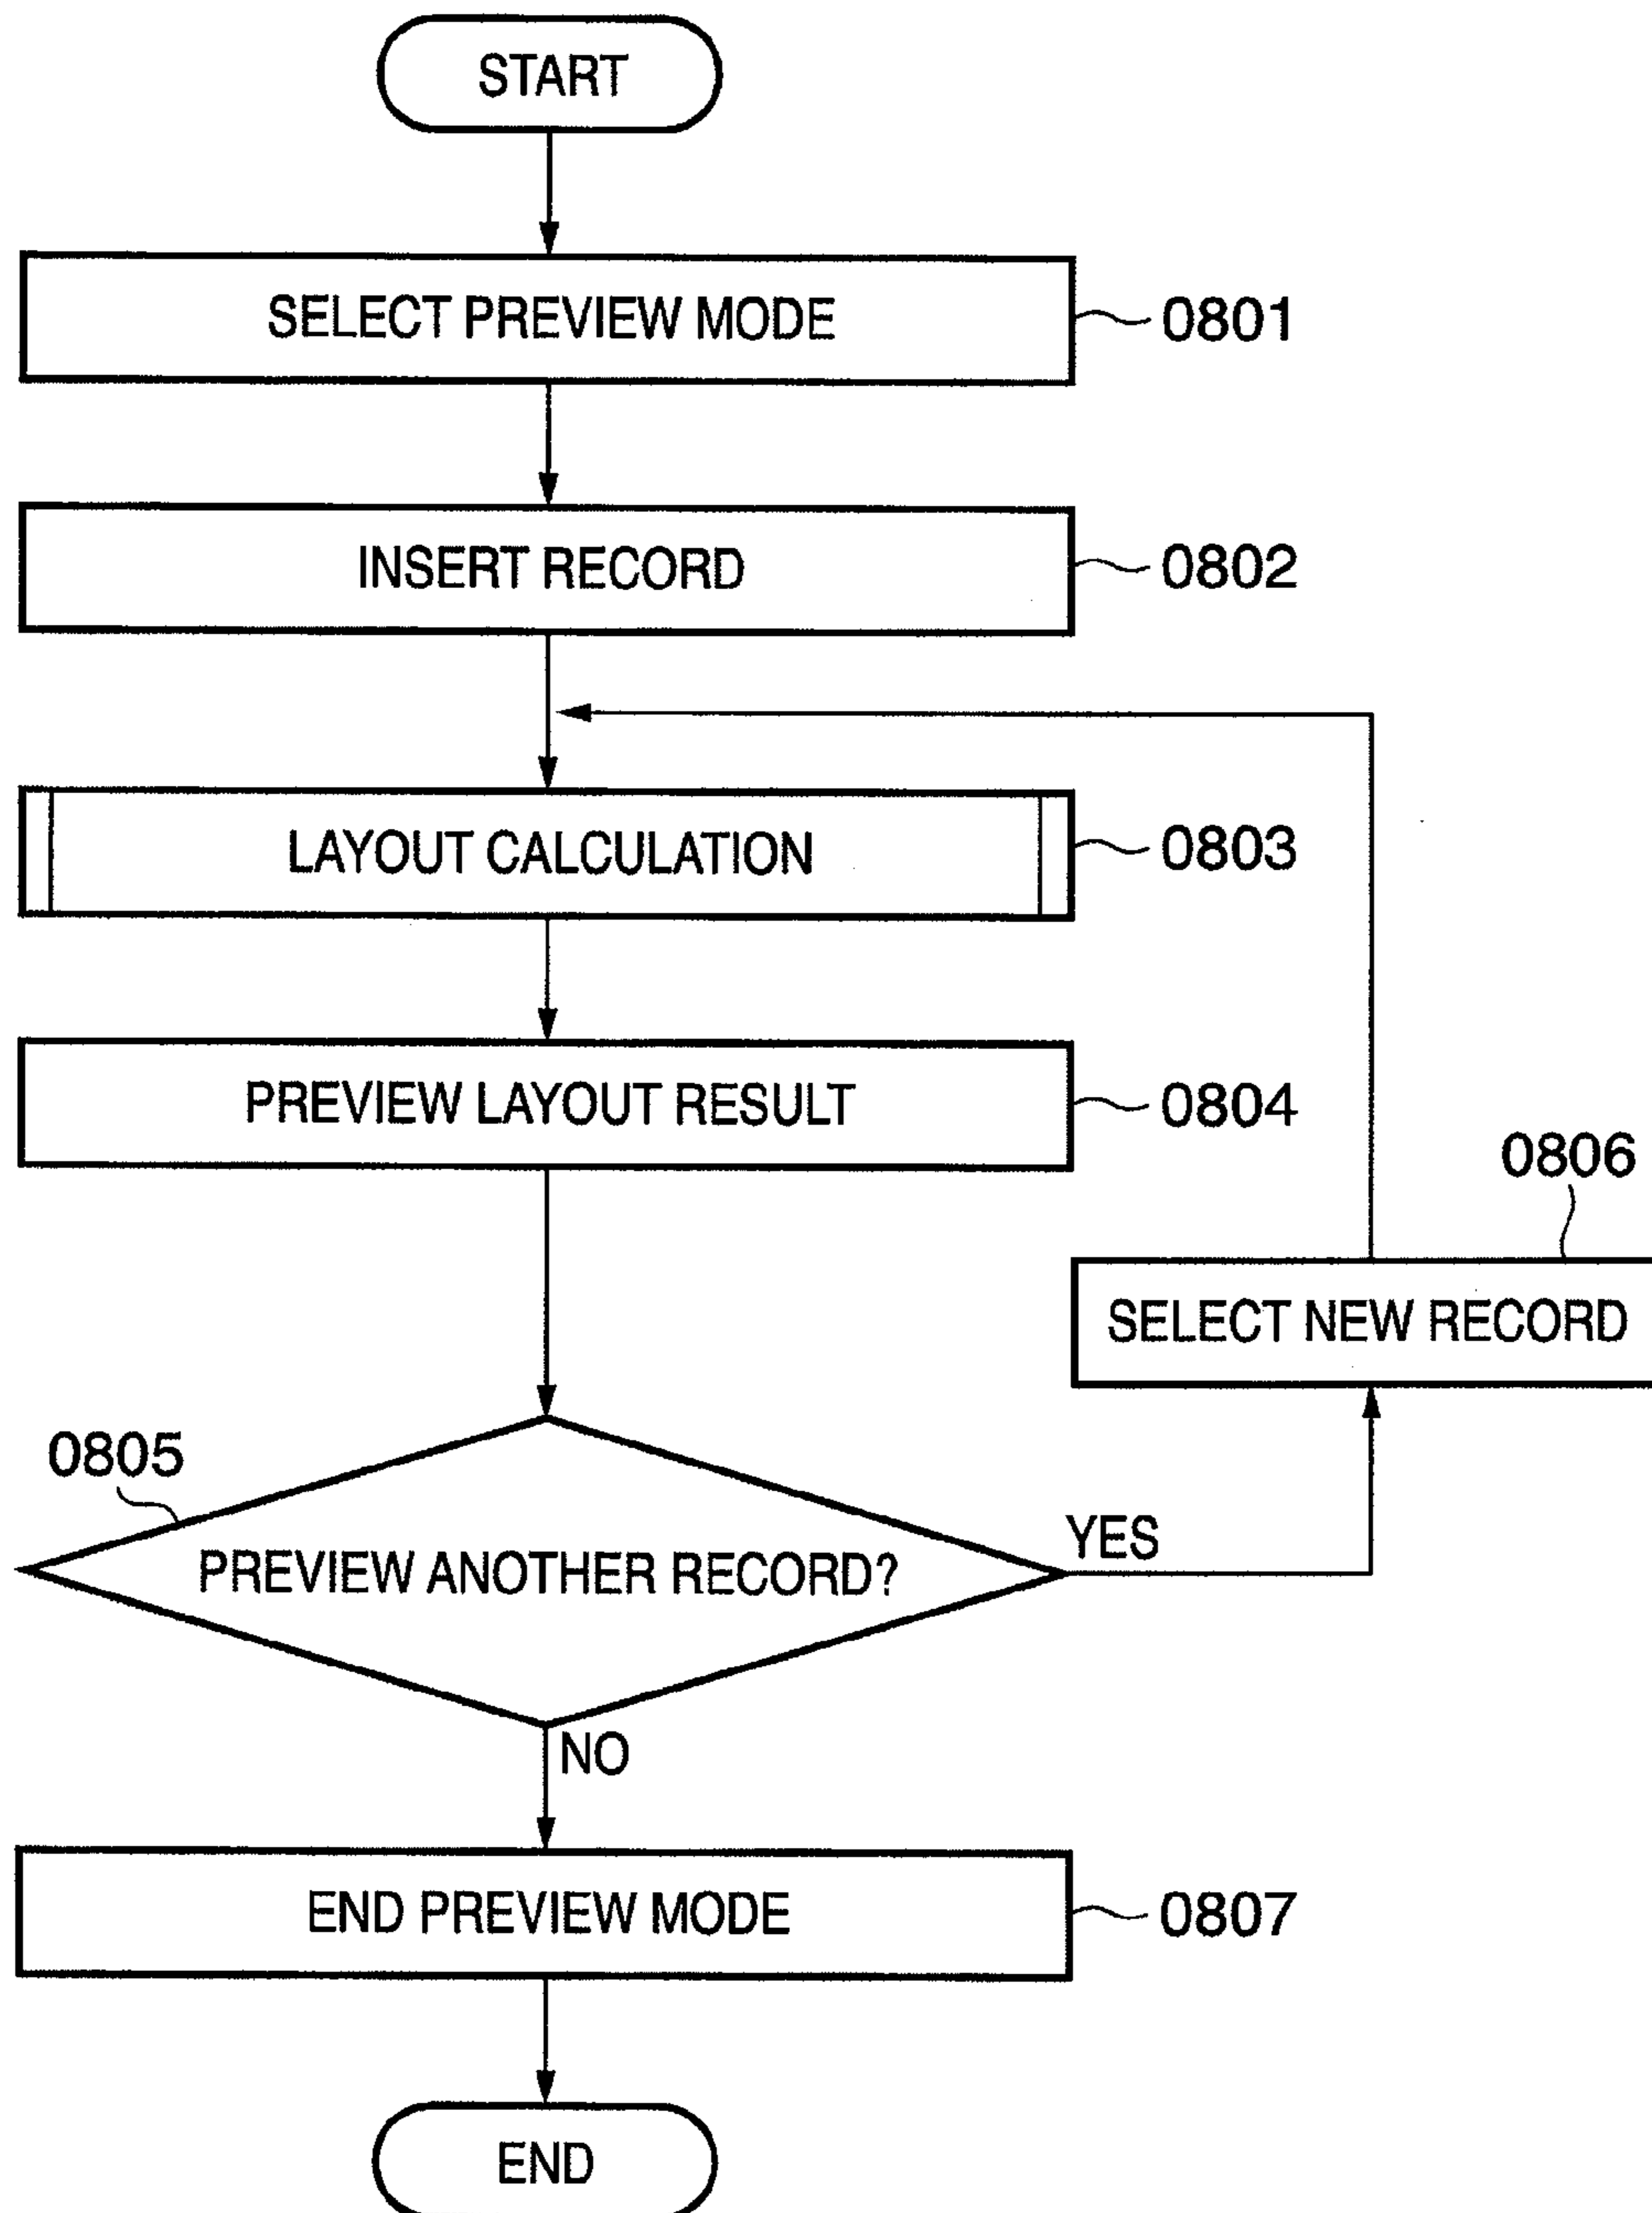 START
SELECT PREVIEW MODE
0801
INSERT RECORD
0802
LAYOUT CALCULATION
0803
PREVIEW LAYOUT RESULT
0804
0806
SELECT NEW RECORD
0805
PREVIEW ANOTHER RECORD?
YES
NO
END PREVIEW MODE
0807
END